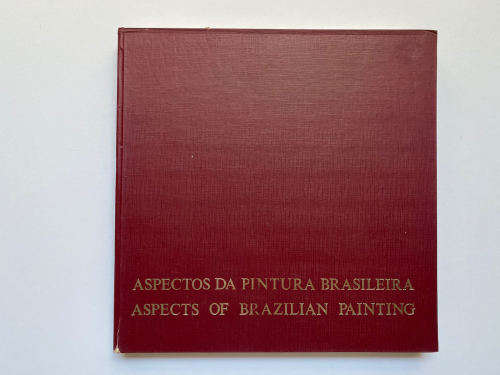 ASPECTOS DA PINTURA BRASILEIRA
ASPECTS OF BRAZILIAN PAINTING